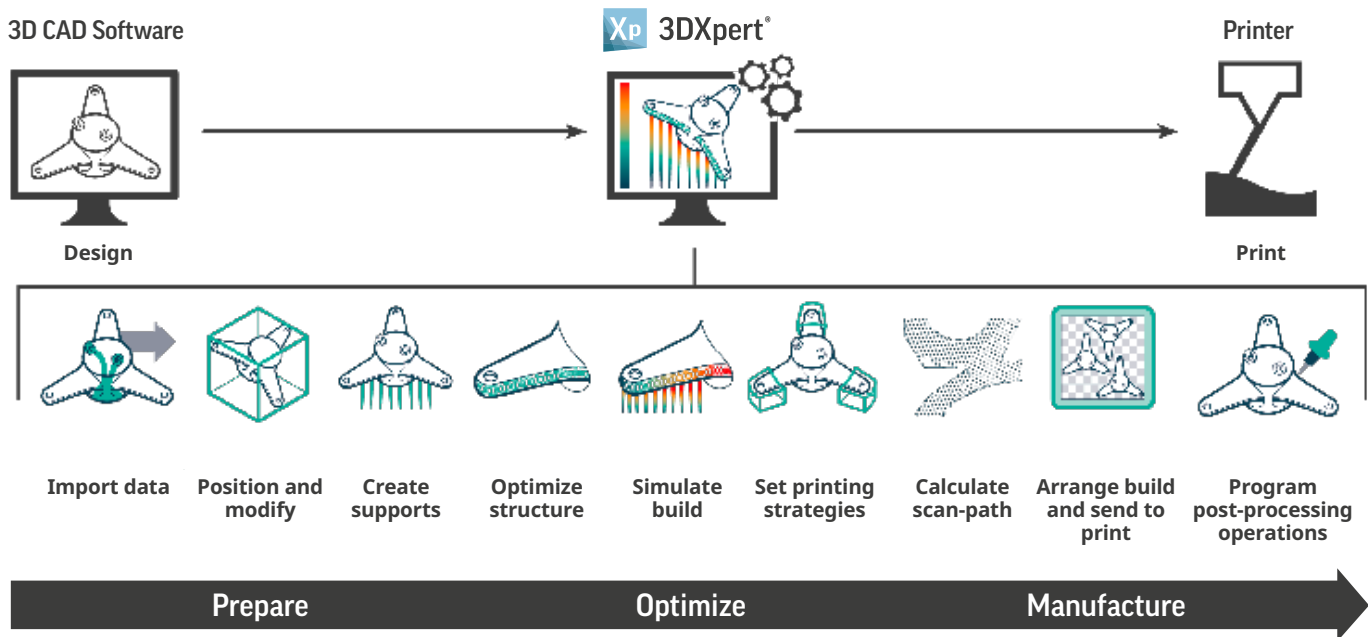 3D CAD Software
Xp 3DXpert®
Printer
Design
Print
Import data
Position and
modify
Create
supports
Optimize
structure
Simulate
build
Set printing
strategies
Calculate
scan-path
Arrange build
and send to
print
Program
post-processing
operations
Prepare
Optimize
Manufacture